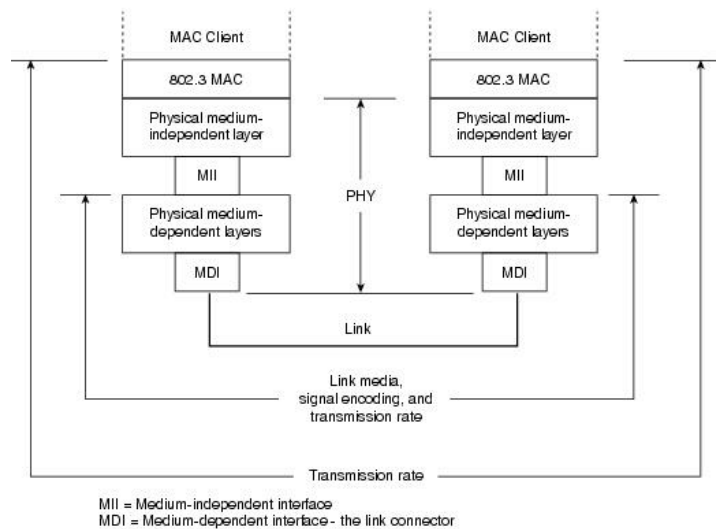 MAC Client
MAC Client
802.3 MAC
802.3 MAC
Physical medium-
independent layer
Physical medium-
independent layer
MII
PHY
MII
Physical medium-
dependent layers
Physical medium-
dependent layers
MDI
MDI
Link
Link media,
signal encoding, and
transmission rate
Transmission rate
MII = Medium-independent interface
MDI = Medium-dependent interface - the link connector